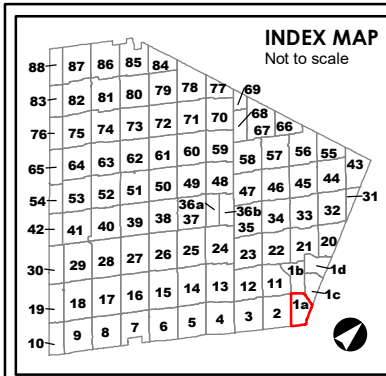 INDEX MAP
Not to scale
88 87 86 85 84
83 82 81 80 79 78 77 69
76 75 74 73 72 71 70 68 67 66
65 64 63 62 61 60 59 58 57 56 55 43
54 53 52 51 50 49 48 47 46 45 44 31
36a 36b
42 41 40 39 38 37 35 34 33 32
30 29 28 27 26 25 24 23 22 21 20
1b 1d
19 18 17 16 15 14 13 12 11 1a 1c
10 9 8 7 6 5 4 3 2